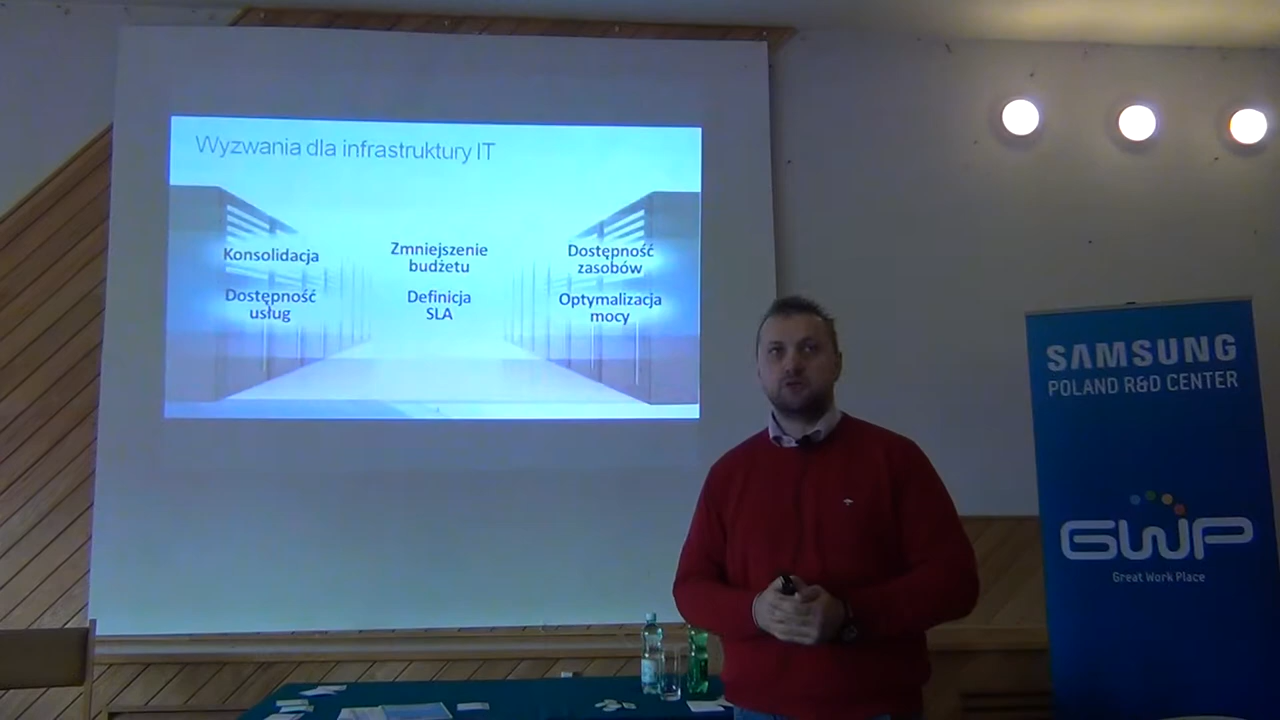 Wyzwania dla infrastruktury IT
Konsolidacja
Zmniejszenie
budżetu
Dostępność
zasobów
Dostępność
usług
Definicja
SLA
Optymalizacja
mocy
SAMSUNG
POLAND R&D CENTER
GWP
Great Work Place